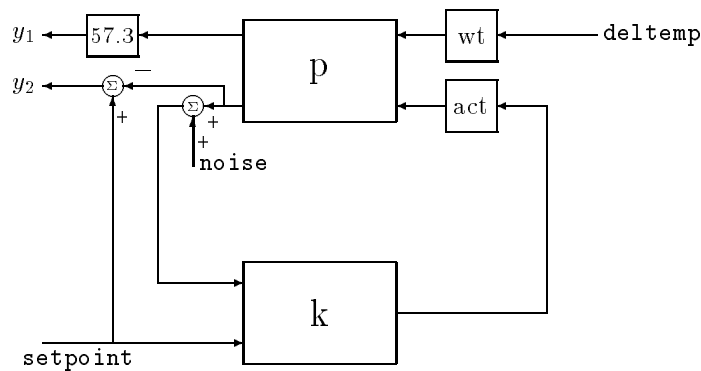 y₁ 57.3 p wt deltemp
y₂ Σ −
act
Σ +
+
+
noise
k
setpoint